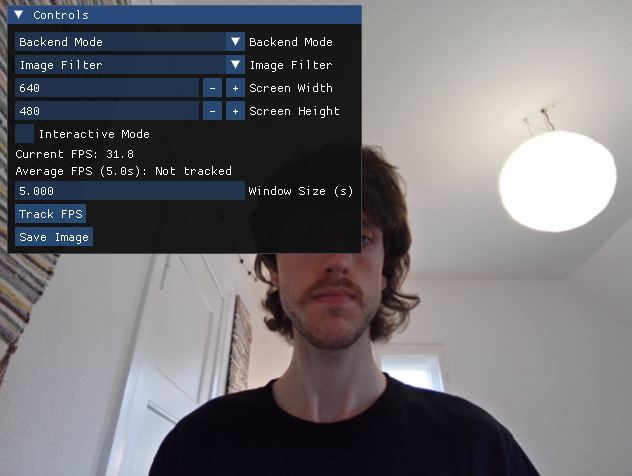 ▼ Controls
Backend Mode ▼ Backend Mode
Image Filter ▼ Image Filter
640 - + Screen Width
480 - + Screen Height
Interactive Mode
Current FPS: 31.8
Average FPS (5.0s): Not tracked
5.000 Window Size (s)
Track FPS
Save Image